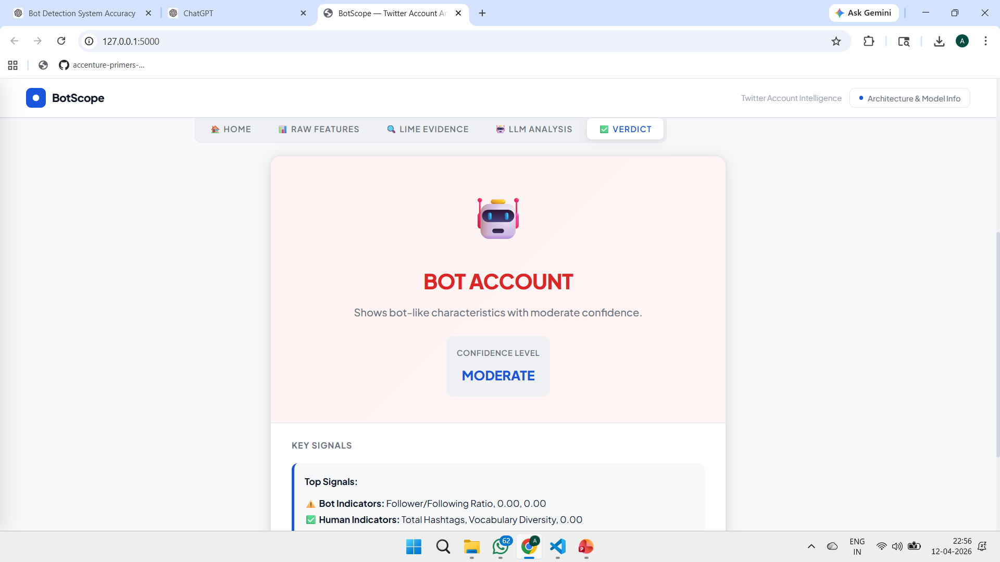 Bot Detection System Accuracy
ChatGPT
BotScope — Twitter Account Ar
Ask Gemini
127.0.0.1:5000
A
accenture-primers-...
BotScope
Twitter Account Intelligence
Architecture & Model Info
HOME
RAW FEATURES
LIME EVIDENCE
LLM ANALYSIS
VERDICT
BOT ACCOUNT
Shows bot-like characteristics with moderate confidence.
CONFIDENCE LEVEL
MODERATE
KEY SIGNALS
Top Signals:
Bot Indicators: Follower/Following Ratio, 0.00, 0.00
Human Indicators: Total Hashtags, Vocabulary Diversity, 0.00
62
A
P
ENG
IN
22:56
12-04-2026